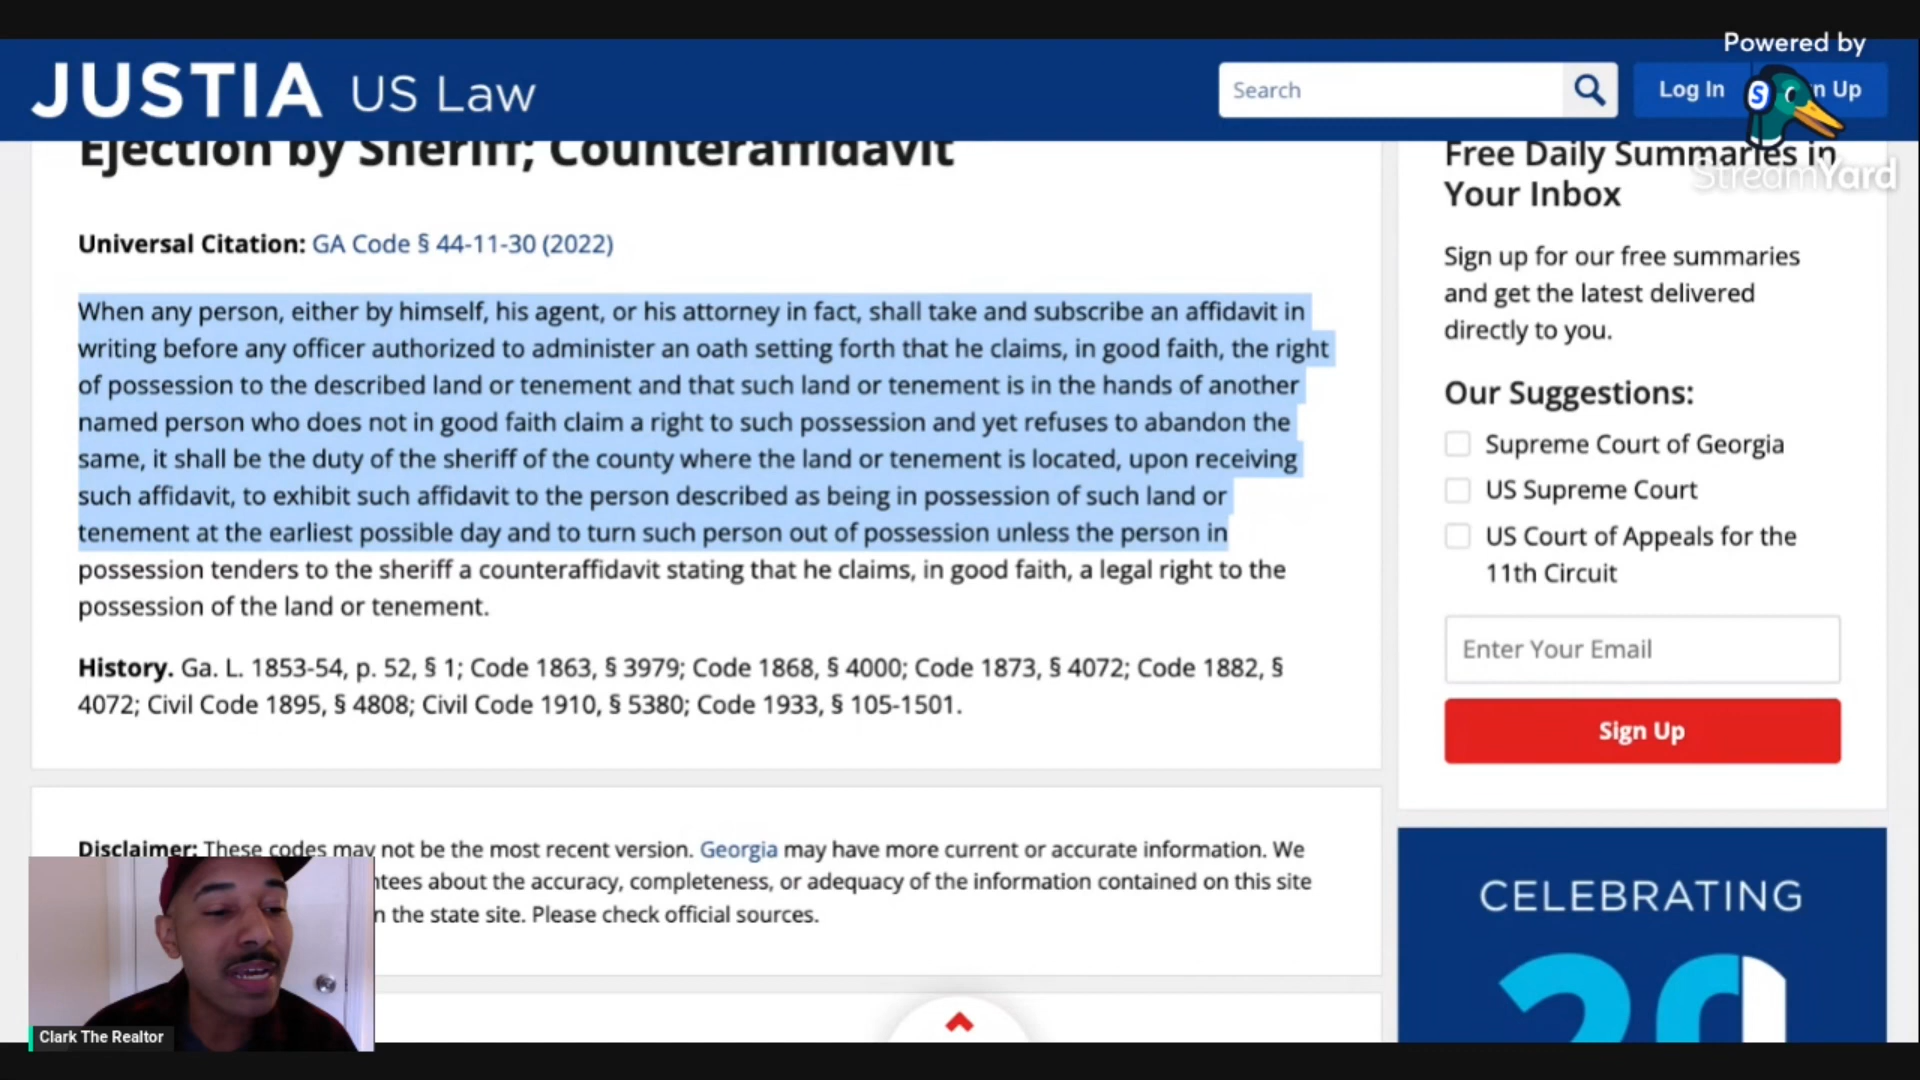 Powered by
JUSTIA US Law
Search
Log In
n Up
StreamYard
Ejection by Sheriff; Counteraffidavit
Universal Citation: GA Code § 44-11-30 (2022)
When any person, either by himself, his agent, or his attorney in fact, shall take and subscribe an affidavit in
writing before any officer authorized to administer an oath setting forth that he claims, in good faith, the right
of possession to the described land or tenement and that such land or tenement is in the hands of another
named person who does not in good faith claim a right to such possession and yet refuses to abandon the
same, it shall be the duty of the sheriff of the county where the land or tenement is located, upon receiving
such affidavit, to exhibit such affidavit to the person described as being in possession of such land or
tenement at the earliest possible day and to turn such person out of possession unless the person in
possession tenders to the sheriff a counteraffidavit stating that he claims, in good faith, a legal right to the
possession of the land or tenement.
History. Ga. L. 1853-54, p. 52, § 1; Code 1863, § 3979; Code 1868, § 4000; Code 1873, § 4072; Code 1882, §
4072; Civil Code 1895, § 4808; Civil Code 1910, § 5380; Code 1933, § 105-1501.
Disclaimer: These codes may not be the most recent version. Georgia may have more current or accurate information. We
ntees about the accuracy, completeness, or adequacy of the information contained on this site
n the state site. Please check official sources.
Clark The Realtor
Free Daily Summaries in
Your Inbox
Sign up for our free summaries
and get the latest delivered
directly to you.
Our Suggestions:
Supreme Court of Georgia
US Supreme Court
US Court of Appeals for the
11th Circuit
Enter Your Email
Sign Up
CELEBRATING
20